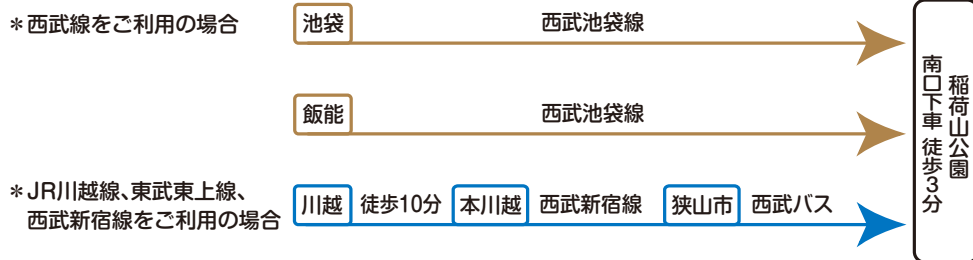 ＊西武線をご利用の場合
池袋
西武池袋線
飯能
西武池袋線
＊JR川越線、東武東上線、
西武新宿線をご利用の場合
川越
徒歩10分
本川越
西武新宿線
狭山市
西武バス
稲荷山公園
南口下車 徒歩3分